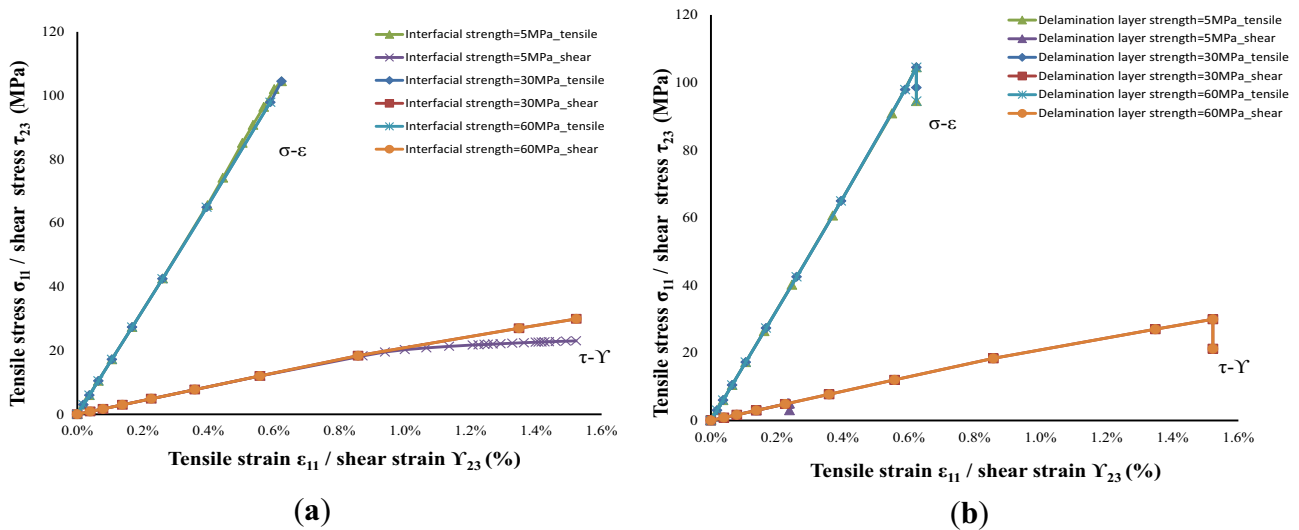 120
100
80
60
40
20
0
Tensile stress σ11 / shear stress τ23 (MPa)
Interfacial strength=5MPa_tensile
Interfacial strength=5MPa_shear
Interfacial strength=30MPa_tensile
Interfacial strength=30MPa_shear
Interfacial strength=60MPa_tensile
Interfacial strength=60MPa_shear
σ-ε
τ-ϒ
0.0% 0.2% 0.4% 0.6% 0.8% 1.0% 1.2% 1.4% 1.6%
Tensile strain ε11 / shear strain ϒ23 (%)
(a)
120
100
80
60
40
20
0
Tensile stress σ11 / shear stress τ23 (MPa)
Delamination layer strength=5MPa_tensile
Delamination layer strength=5MPa_shear
Delamination layer strength=30MPa_tensile
Delamination layer strength=30MPa_shear
Delamination layer strength=60MPa_tensile
Delamination layer strength=60MPa_shear
σ-ε
τ-ϒ
0.0% 0.2% 0.4% 0.6% 0.8% 1.0% 1.2% 1.4% 1.6%
Tensile strain ε11 / shear strain ϒ23 (%)
(b)